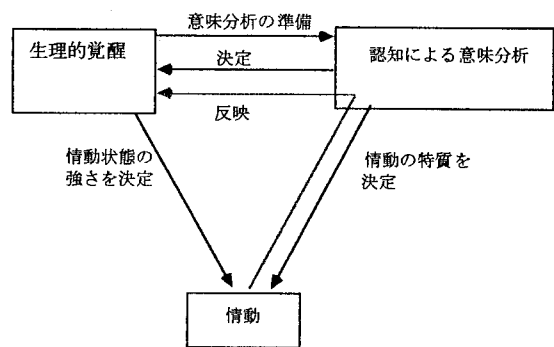 意味分析の準備
生理的覚醒
認知による意味分析
決定
反映
情動状態の
強さを決定
情動の特質を
決定
情動